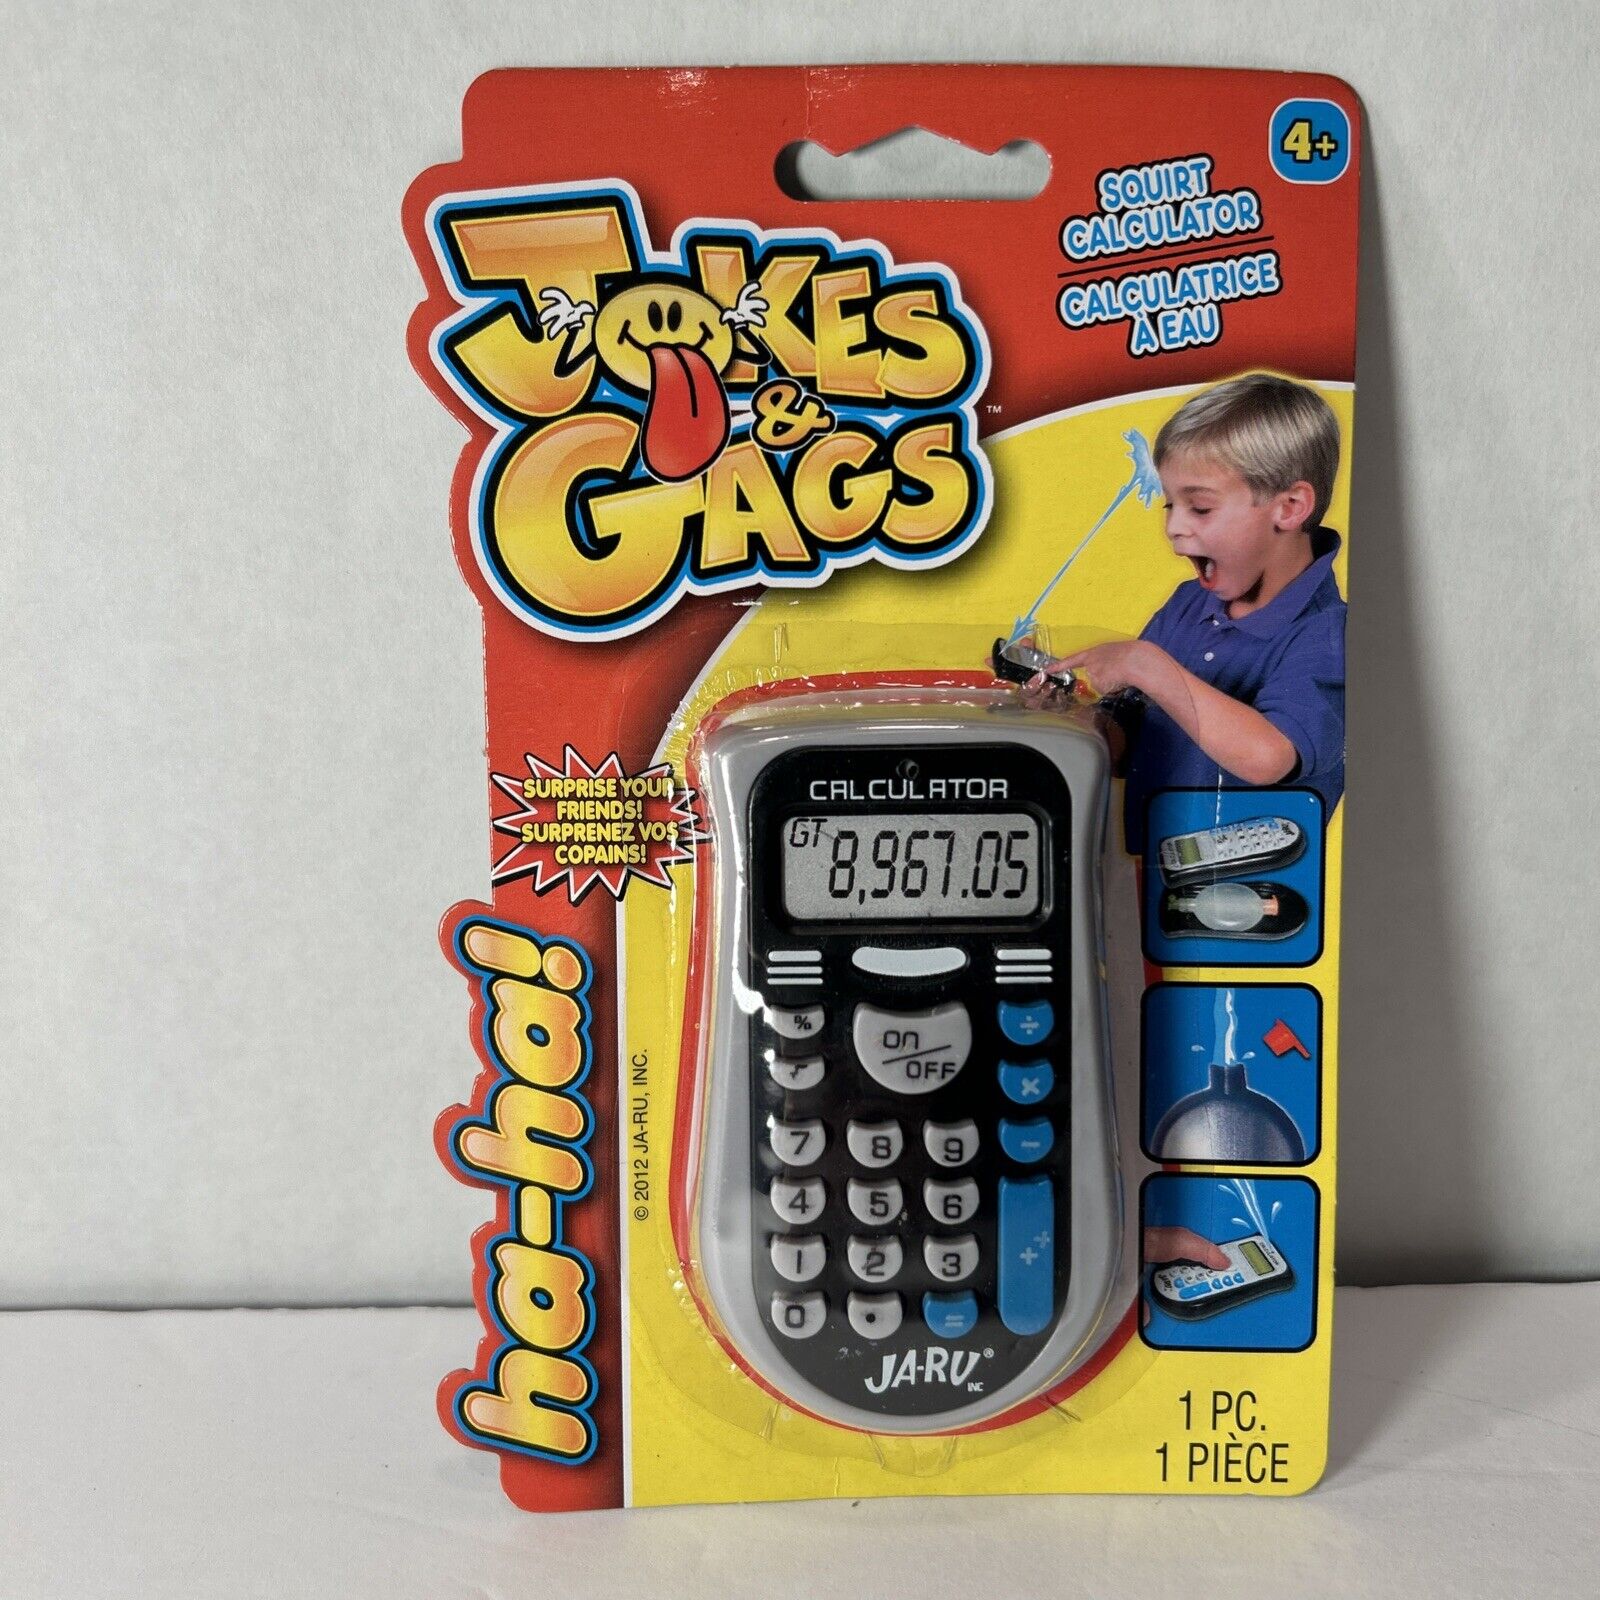 4+
SQUIRT
CALCULATOR
CALCULATRICE
À EAU
JOKES
&
GAGS
™
SURPRISE YOUR
FRIENDS!
SURPRENEZ VOS
COPAINS!
ha-ha!
© 2012 JA-RU, INC.
CALCULATOR
GT 8,967.05
% ON/OFF ÷
√ ×
7 8 9 -
4 5 6
1 2 3 +
0 . =
JA-RU®
INC
1 PC.
1 PIÈCE